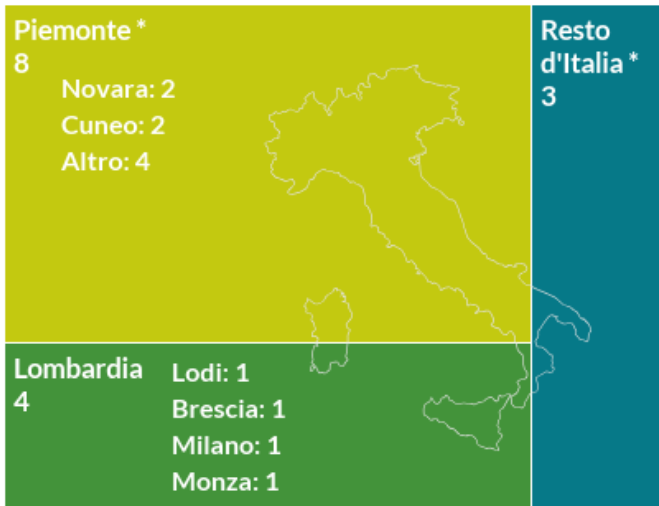 Piemonte *
8
Novara: 2
Cuneo: 2
Altro: 4
Resto
d'Italia *
3
Lombardia
4
Lodi: 1
Brescia: 1
Milano: 1
Monza: 1